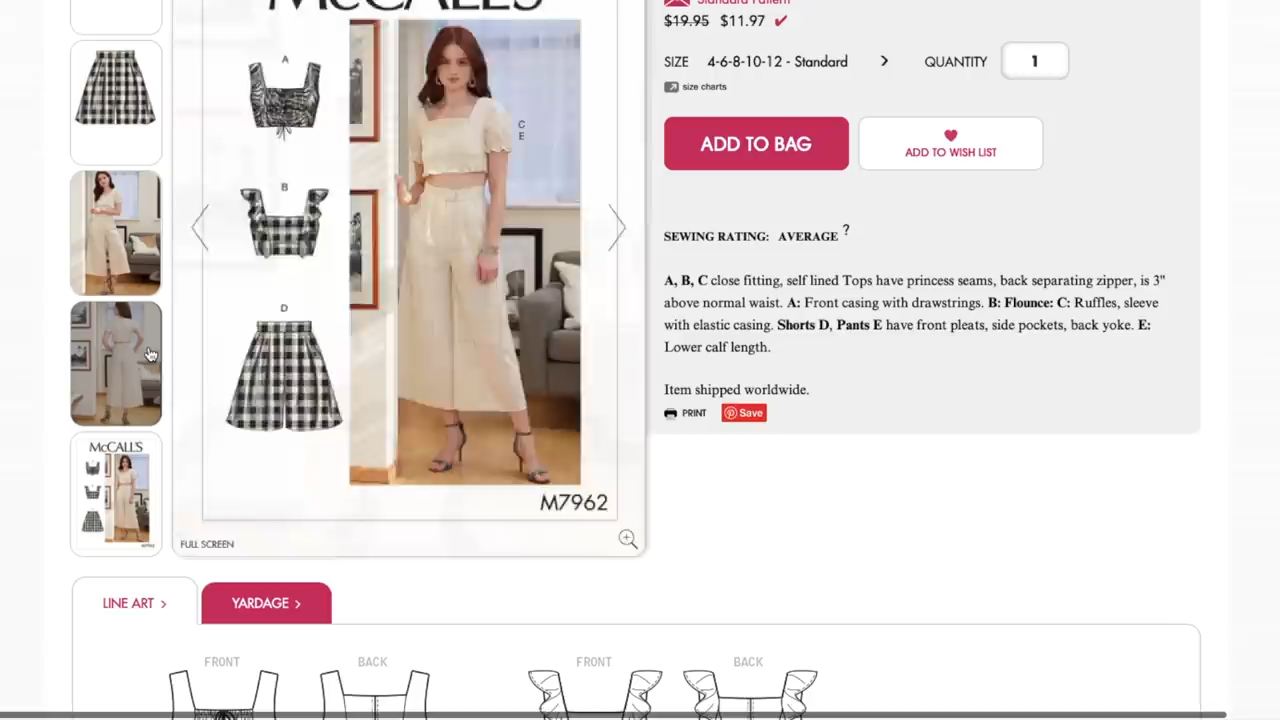 McCALL'S
Standard Pattern
$19.95 $11.97
SIZE 4-6-8-10-12 - Standard > QUANTITY 1
size charts
ADD TO BAG
ADD TO WISH LIST
A
B
C
E
D
M7962
FULL SCREEN
McCALL'S
SEWING RATING: AVERAGE ?
A, B, C close fitting, self lined Tops have princess seams, back separating zipper, is 3"
above normal waist. A: Front casing with drawstrings. B: Flounce: C: Ruffles, sleeve
with elastic casing. Shorts D, Pants E have front pleats, side pockets, back yoke. E:
Lower calf length.
Item shipped worldwide.
PRINT Save
LINE ART > YARDAGE >
FRONT BACK FRONT BACK